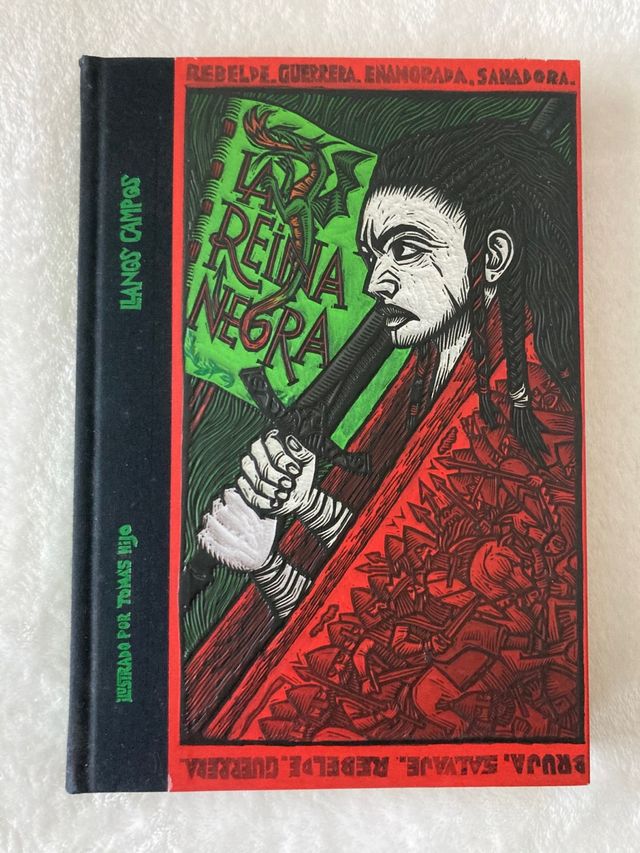 REBELDE. GUERRERA. ENAMORADA. SANADORA.
LA
REINA
NEGRA
LLANOS CAMPOS
ILUSTRADO POR TOMÁS HIJO
BRUJA. SALVAJE. REBELDE. GUERRERA.